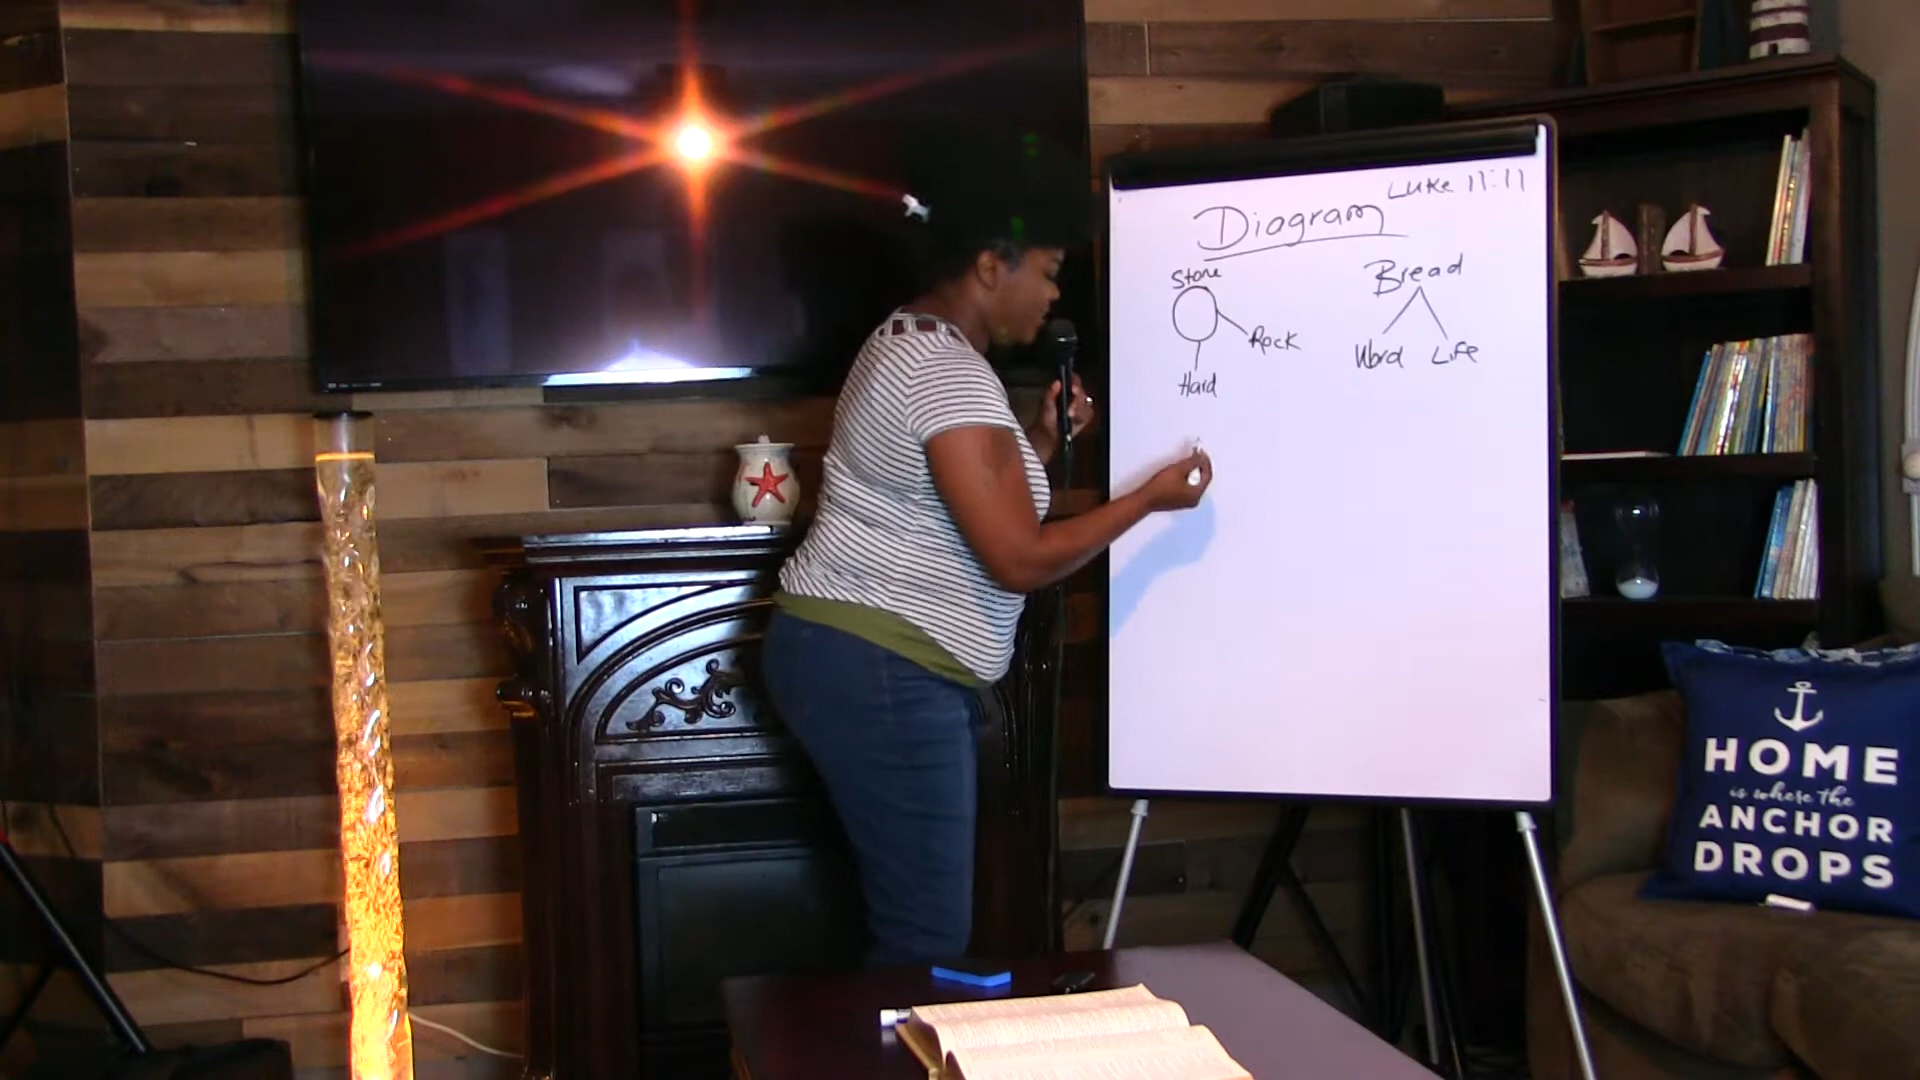 Luke 11:11
Diagram
Stone
Bread
Rock
Word Life
Hard
HOME
is where the
ANCHOR
DROPS